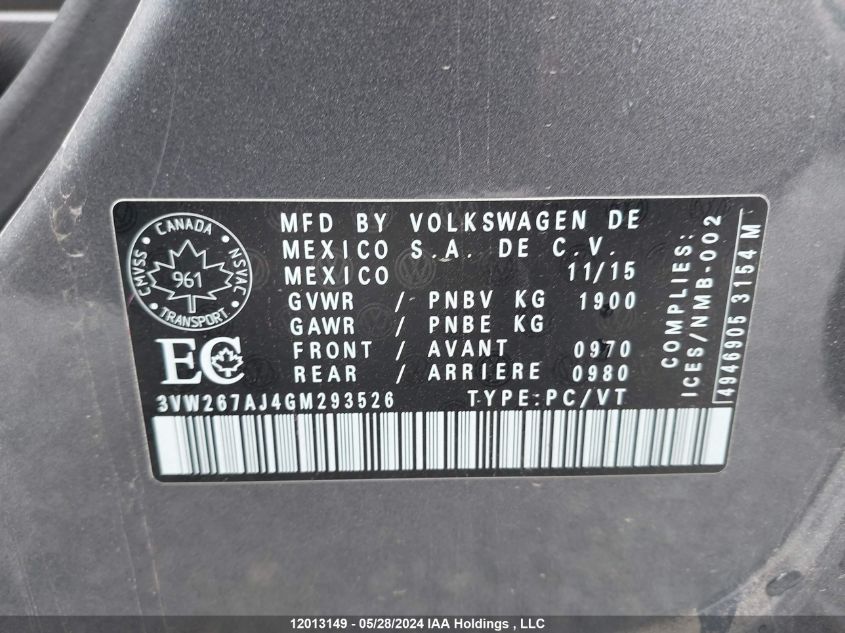 CANADA
CMVSS
NSVAC
961
TRANSPORT
MFD BY VOLKSWAGEN DE
MEXICO S.A. DE C.V.
MEXICO 11/15
GVWR / PNBV KG 1900
GAWR / PNBE KG
FRONT / AVANT 0970
REAR / ARRIERE 0980
EC
3VW267AJ4GM293526 TYPE:PC/VT
COMPLIES:
ICES/NMB-002
4946905 3154 M
12013149 - 05/28/2024 IAA Holdings , LLC